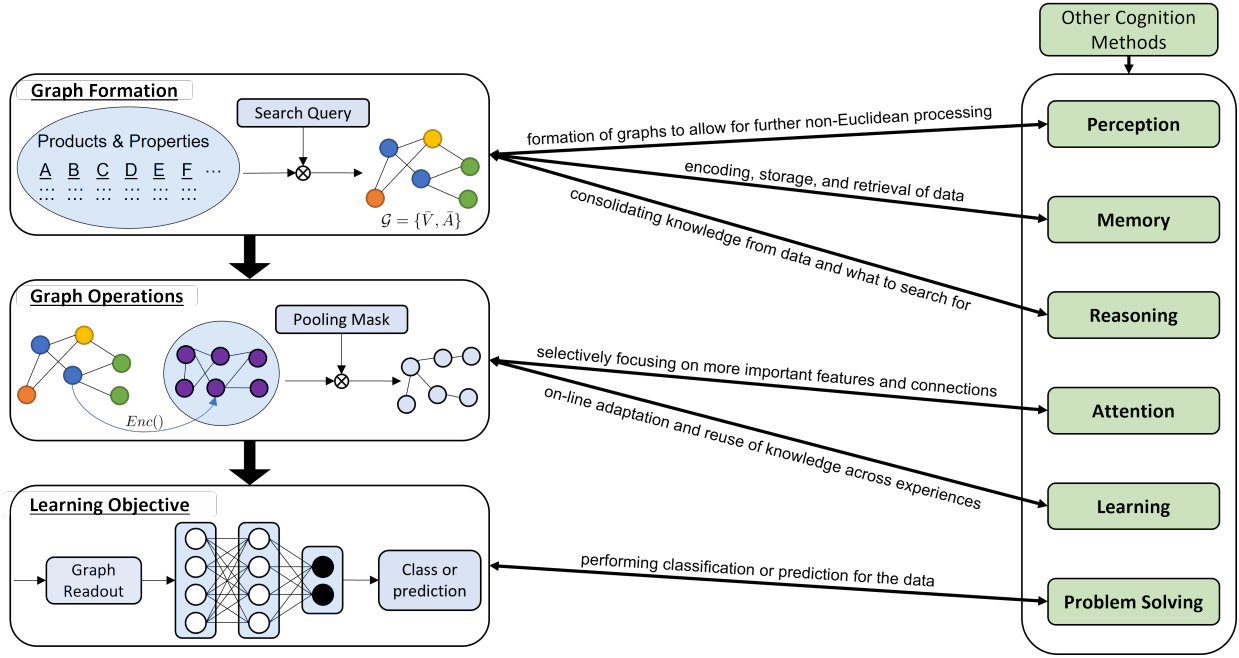 Other Cognition
Methods
Graph Formation
Products & Properties
A B C D E F ...
... ... ... ... ... ...
... ... ... ... ... ...
Search Query
𝒢 = {V̄, Ā}
formation of graphs to allow for further non-Euclidean processing
encoding, storage, and retrieval of data
consolidating knowledge from data and what to search for
Perception
Memory
Reasoning
Graph Operations
Enc()
Pooling Mask
selectively focusing on more important features and connections
on-line adaptation and reuse of knowledge across experiences
Attention
Learning
Learning Objective
Graph
Readout
Class or
prediction
performing classification or prediction for the data
Problem Solving